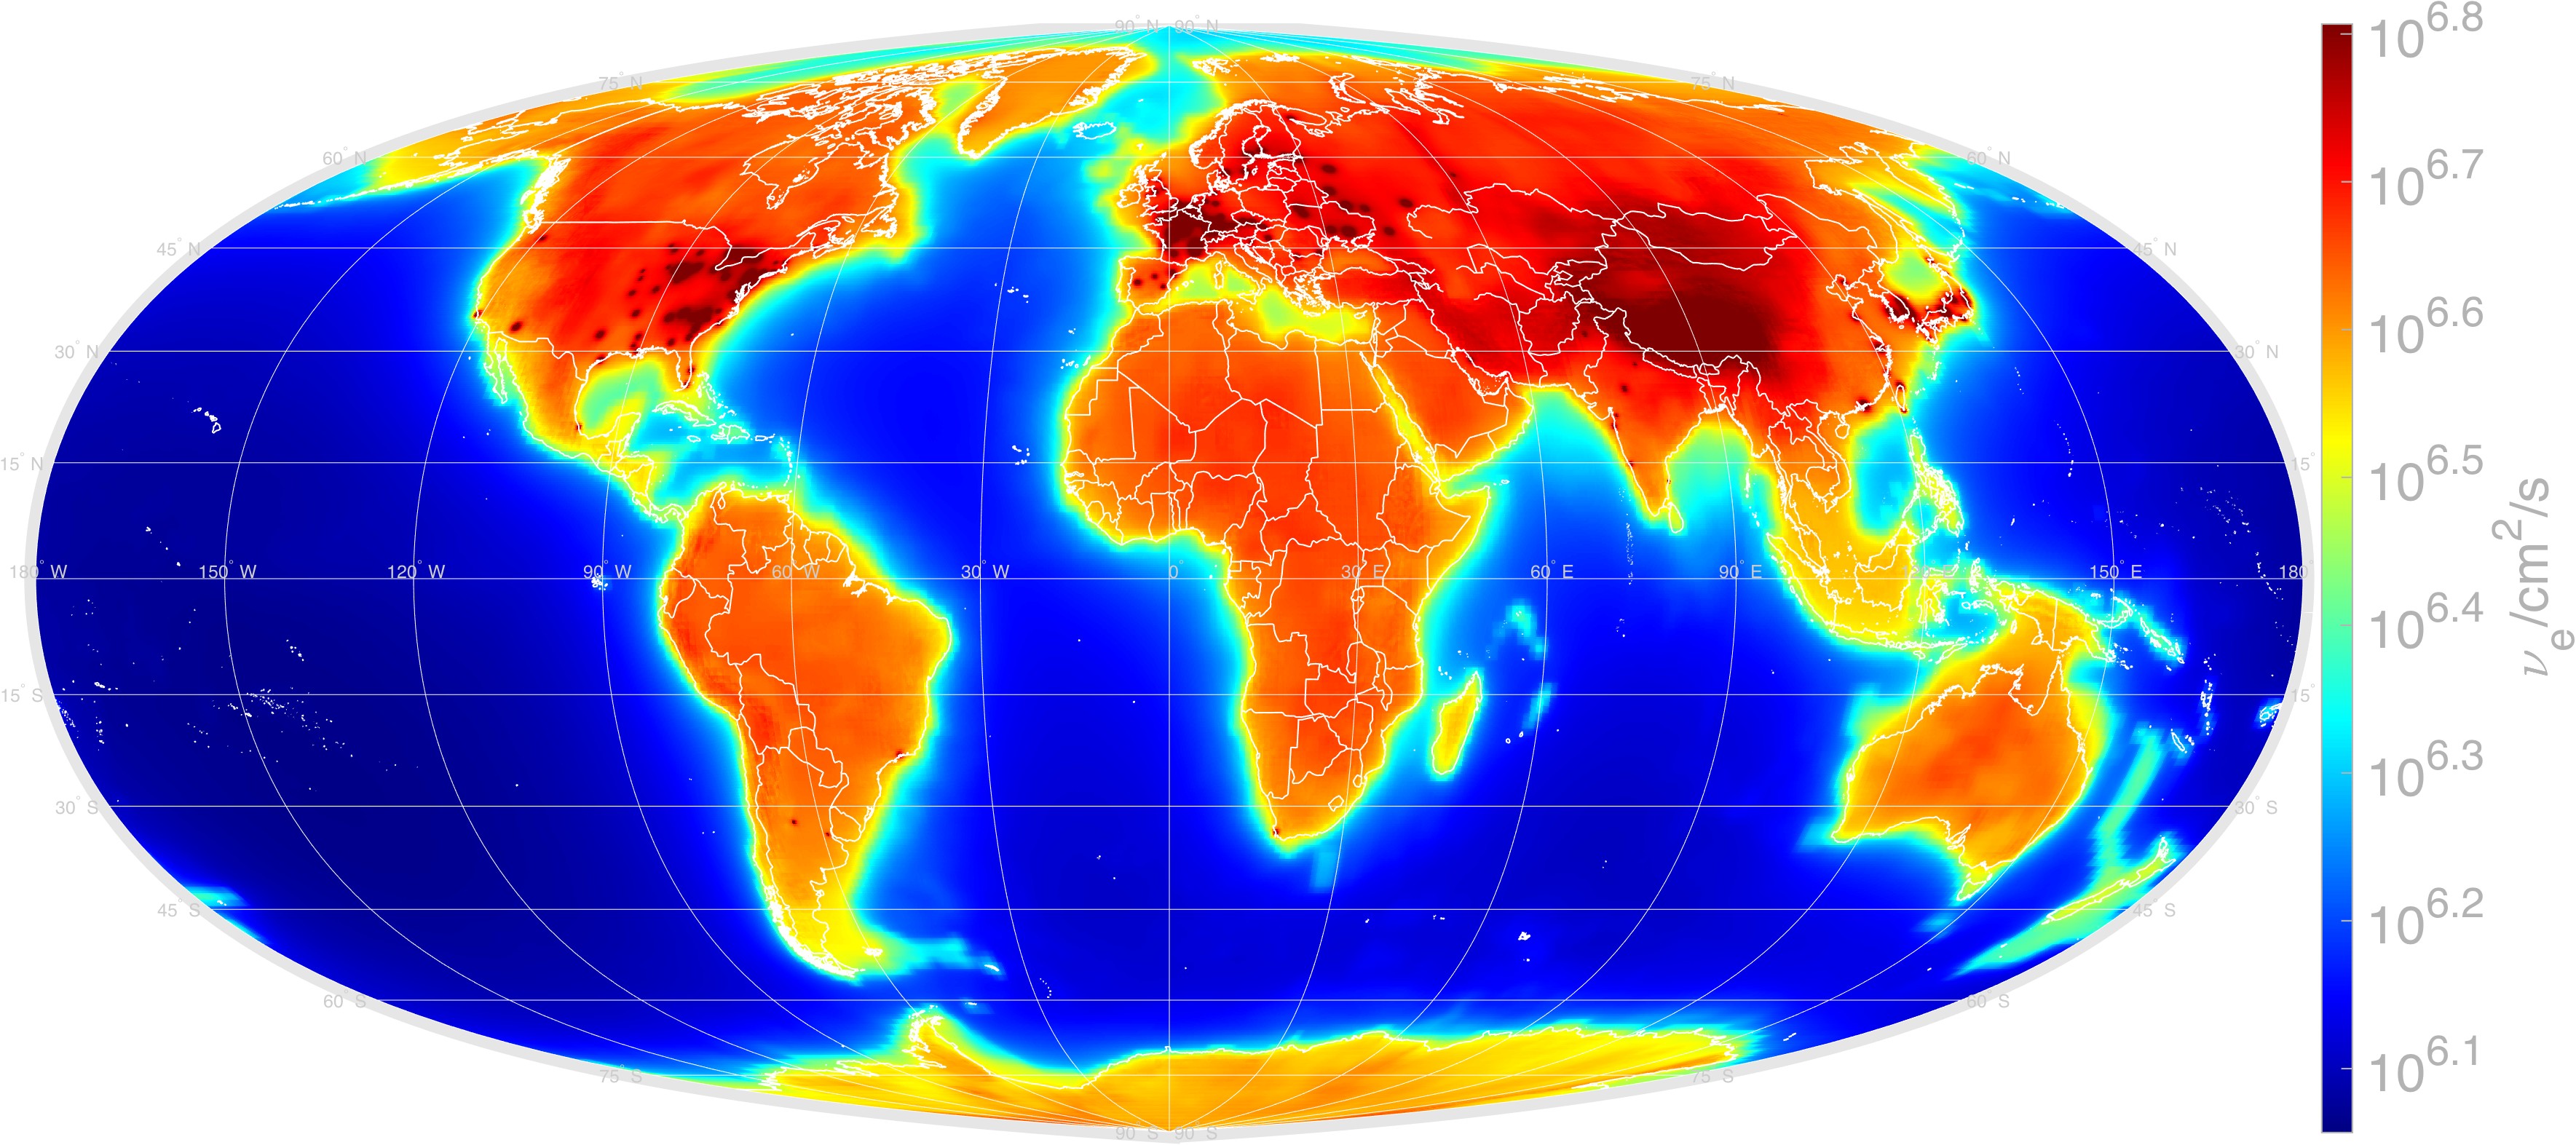 90° N 90° N
75° N 75° N
60° N 60° N
45° N 45° N
30° N 30° N
15° N 15°
180° W 150° W 120° W 90° W 60° W 30° W 0° 30° E 60° E 90° E 150° E 180°
15° S 15°
30° S 30° S
45° S 45° S
60° S 60° S
75° S 75° S
90° S 90° S
10^6.8
10^6.7
10^6.6
10^6.5
10^6.4
10^6.3
10^6.2
10^6.1
ν_e/cm^2/s